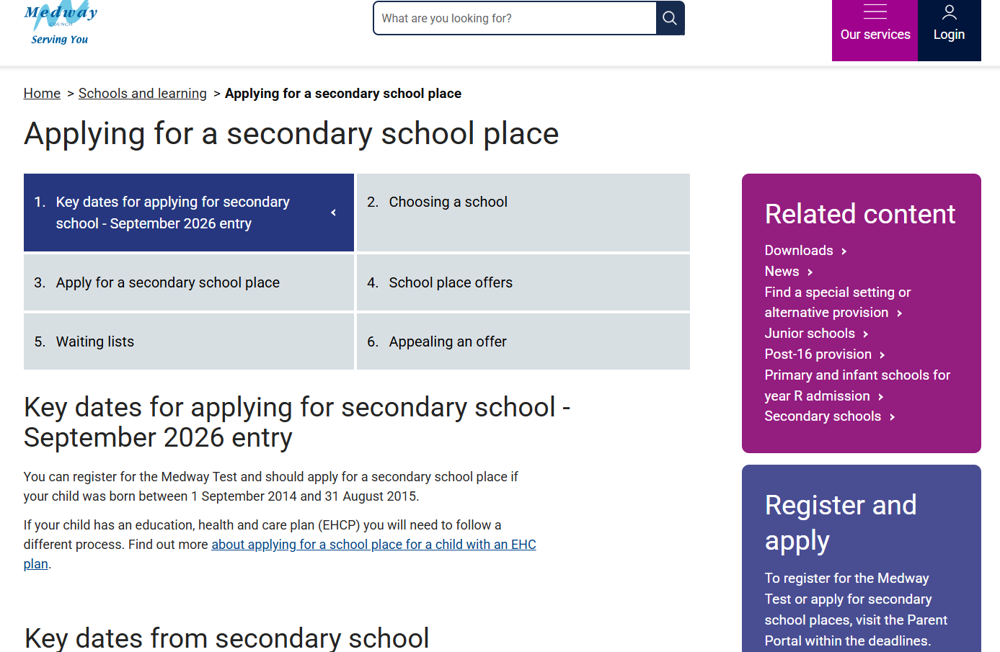 Medway
COUNCIL
Serving You
What are you looking for?
Our services
Login
Home > Schools and learning > Applying for a secondary school place
Applying for a secondary school place
1. Key dates for applying for secondary
school - September 2026 entry
2. Choosing a school
3. Apply for a secondary school place
4. School place offers
5. Waiting lists
6. Appealing an offer
Key dates for applying for secondary school -
September 2026 entry
You can register for the Medway Test and should apply for a secondary school place if
your child was born between 1 September 2014 and 31 August 2015.
If your child has an education, health and care plan (EHCP) you will need to follow a
different process. Find out more about applying for a school place for a child with an EHC
plan.
Key dates from secondary school
Related content
Downloads
News
Find a special setting or
alternative provision
Junior schools
Post-16 provision
Primary and infant schools for
year R admission
Secondary schools
Register and
apply
To register for the Medway
Test or apply for secondary
school places, visit the Parent
Portal within the deadlines.